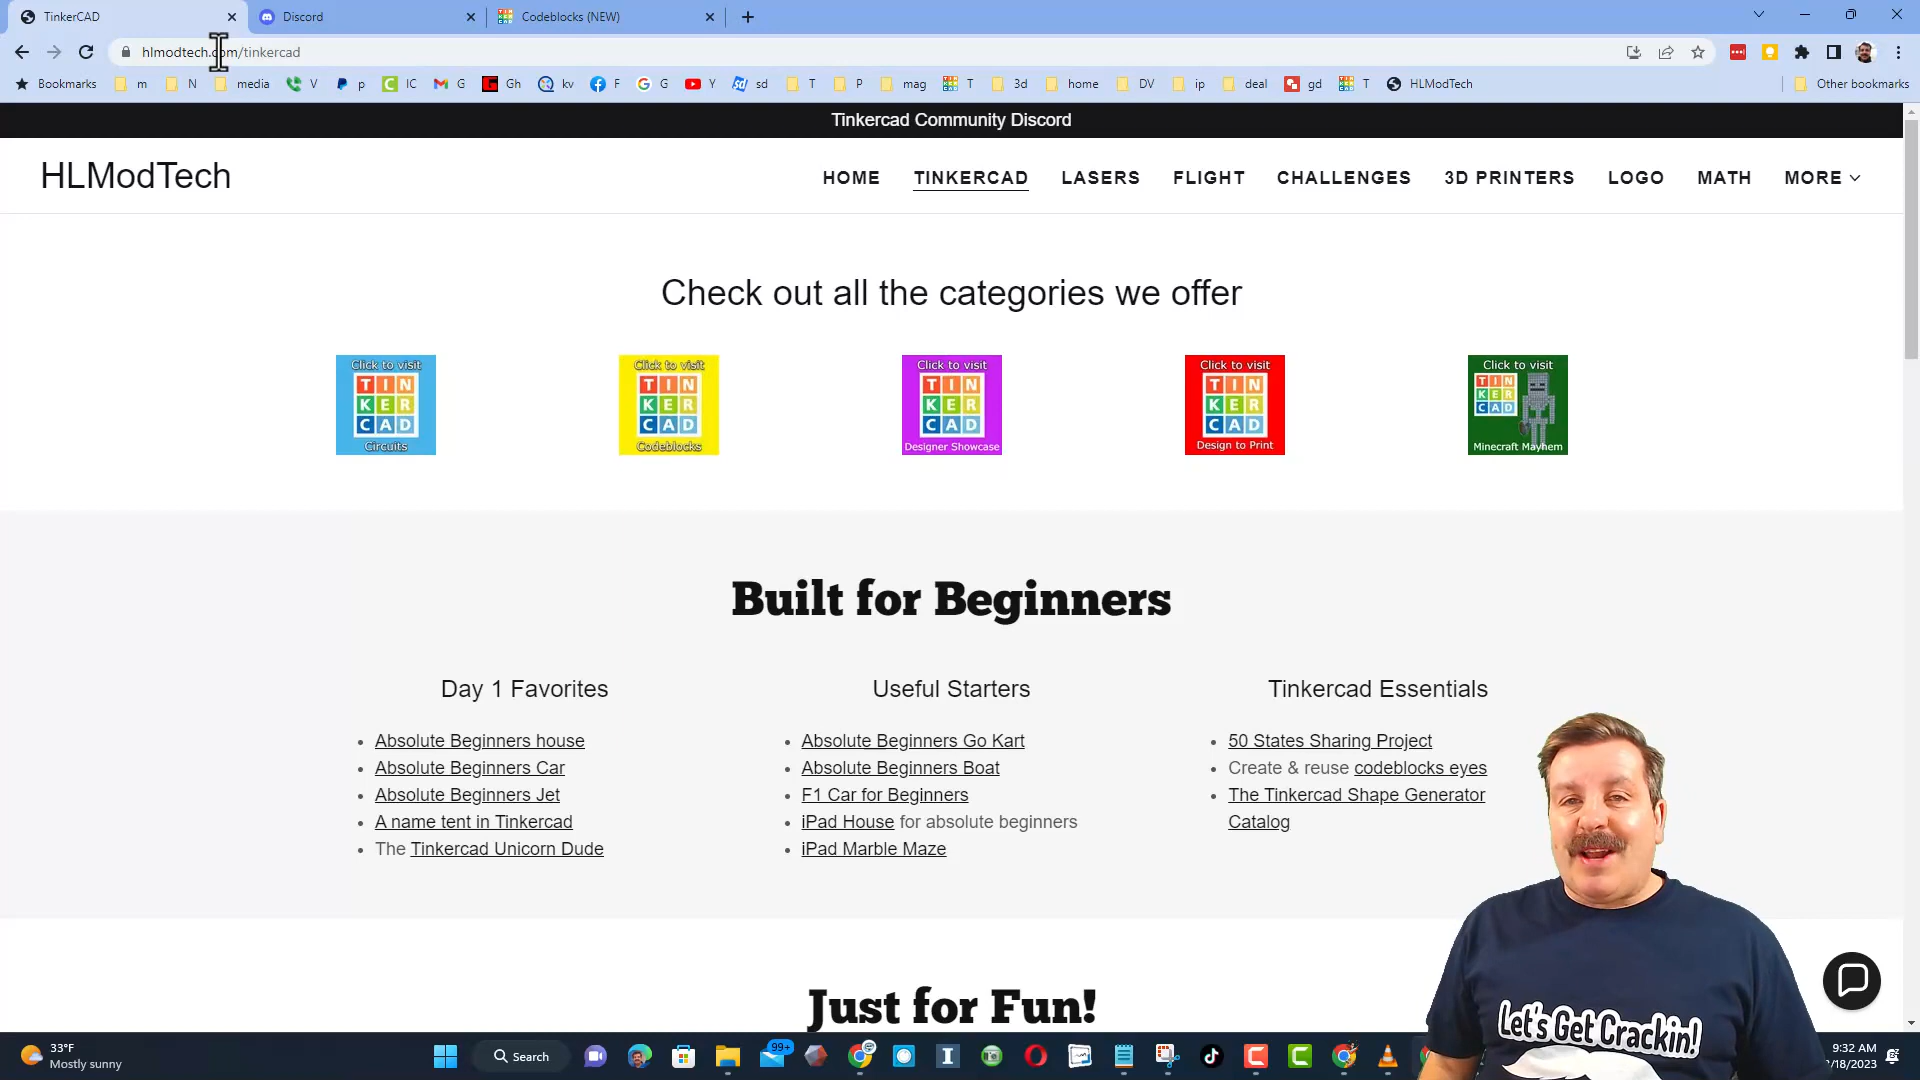 TinkerCAD
Discord
Codeblocks (NEW)
hlmodtech.com/tinkercad
Bookmarks m N media V p IC G Gh kv F G Y sd T P mag T 3d home DV ip deal gd T HLModTech Other bookmarks
Tinkercad Community Discord
HLModTech
HOME TINKERCAD LASERS FLIGHT CHALLENGES 3D PRINTERS LOGO MATH MORE
Check out all the categories we offer
Click to visit
TIN
KER
CAD
Circuits
Click to visit
TIN
KER
CAD
Codeblocks
Click to visit
TIN
KER
CAD
Designer Showcase
Click to visit
TIN
KER
CAD
Design to Print
Click to visit
TIN
KER
CAD
Minecraft Mayhem
Built for Beginners
Day 1 Favorites
Absolute Beginners house
Absolute Beginners Car
Absolute Beginners Jet
A name tent in Tinkercad
The Tinkercad Unicorn Dude
Useful Starters
Absolute Beginners Go Kart
Absolute Beginners Boat
F1 Car for Beginners
iPad House for absolute beginners
iPad Marble Maze
Tinkercad Essentials
50 States Sharing Project
Create & reuse codeblocks eyes
The Tinkercad Shape Generator
Catalog
Just for Fun!
Let's Get Crackin!
33°F
Mostly sunny
Search
99+
9:32 AM
/18/2023